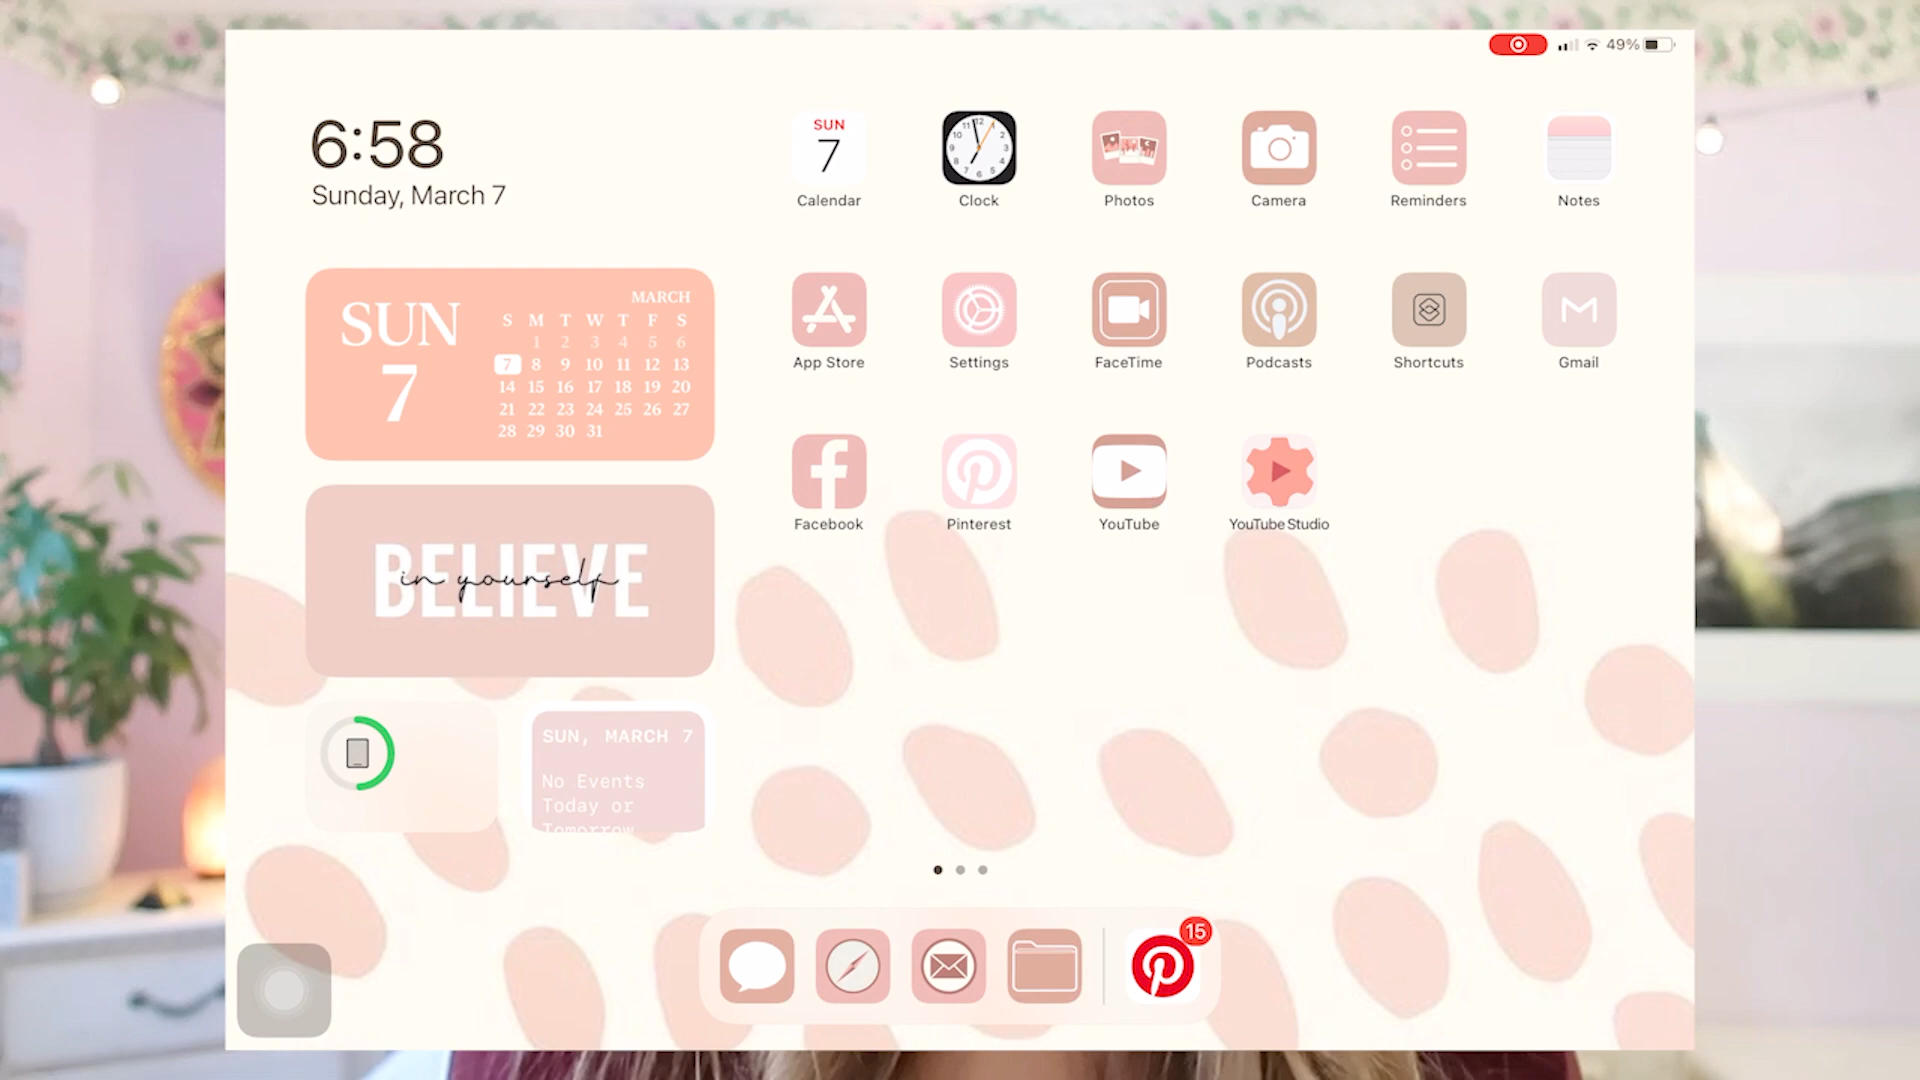 49%
6:58
Sunday, March 7
SUN
7
Calendar
Clock
Photos
Camera
Reminders
Notes
SUN
7
MARCH
S M T W T F S
1 2 3 4 5 6
7 8 9 10 11 12 13
14 15 16 17 18 19 20
21 22 23 24 25 26 27
28 29 30 31
App Store
Settings
FaceTime
Podcasts
Shortcuts
Gmail
Facebook
Pinterest
YouTube
YouTube Studio
BELIEVE
in yourself
SUN, MARCH 7
No Events
Today or
Tomorrow
15